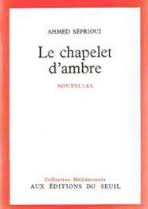 AHMED SÉFRIOUI
Le chapelet
d'ambre
NOUVELLES
Collection Méditerranée
AUX ÉDITIONS DU SEUIL